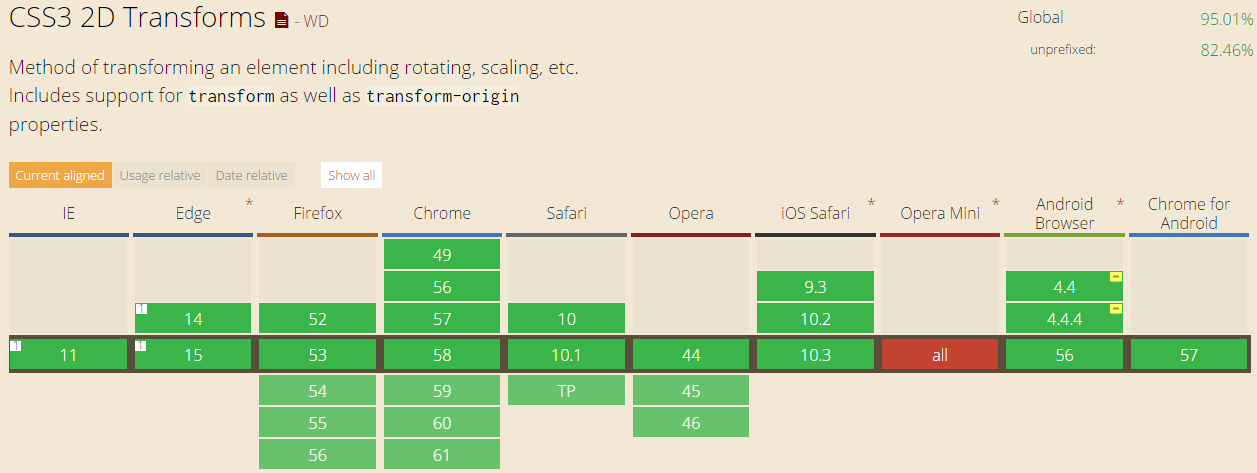 CSS3 2D Transforms - WD
Global 95.01%
unprefixed: 82.46%
Method of transforming an element including rotating, scaling, etc.
Includes support for transform as well as transform-origin
properties.
Current aligned Usage relative Date relative Show all
IE Edge * Firefox Chrome Safari Opera iOS Safari * Opera Mini * Android Browser * Chrome for Android
49
56 9.3 4.4 -
1 14 52 57 10 10.2 4.4.4 -
1 11 1 15 53 58 10.1 44 10.3 all 56 57
54 59 TP 45
55 60 46
56 61